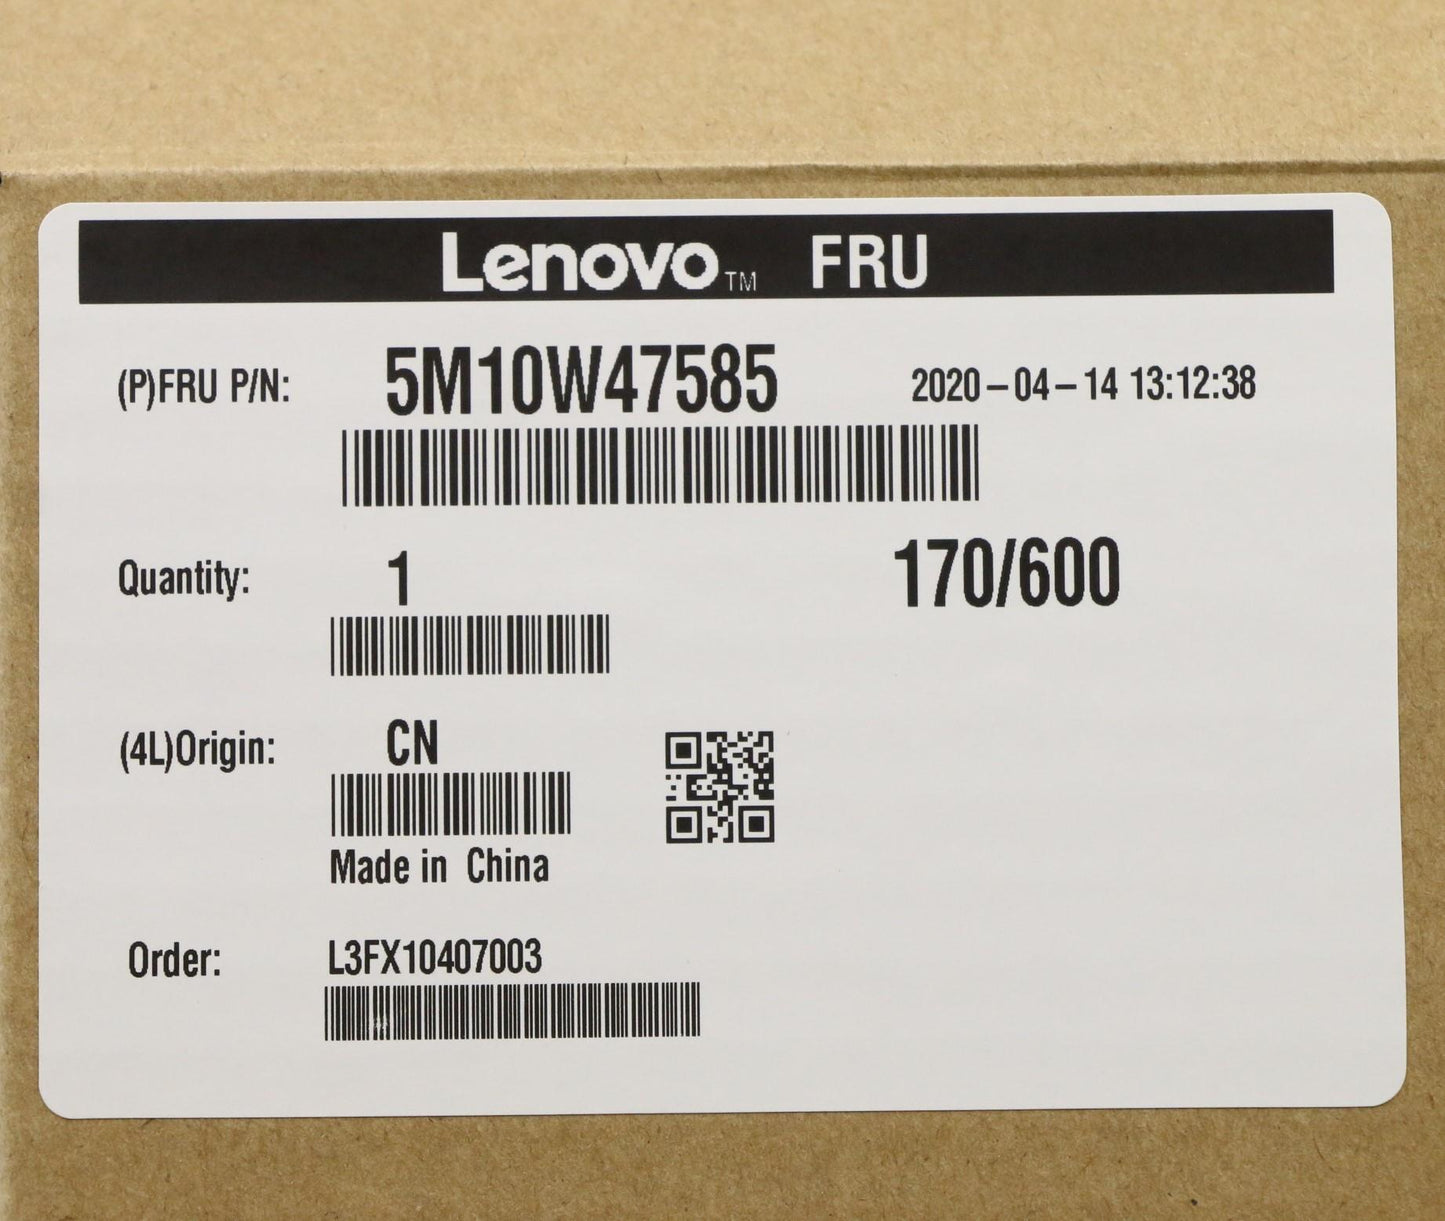 Lenovo™ FRU
(P)FRU P/N: 5M10W47585 2020-04-14 13:12:38
Quantity: 1 170/600
(4L)Origin: CN
Made in China
Order: L3FX10407003